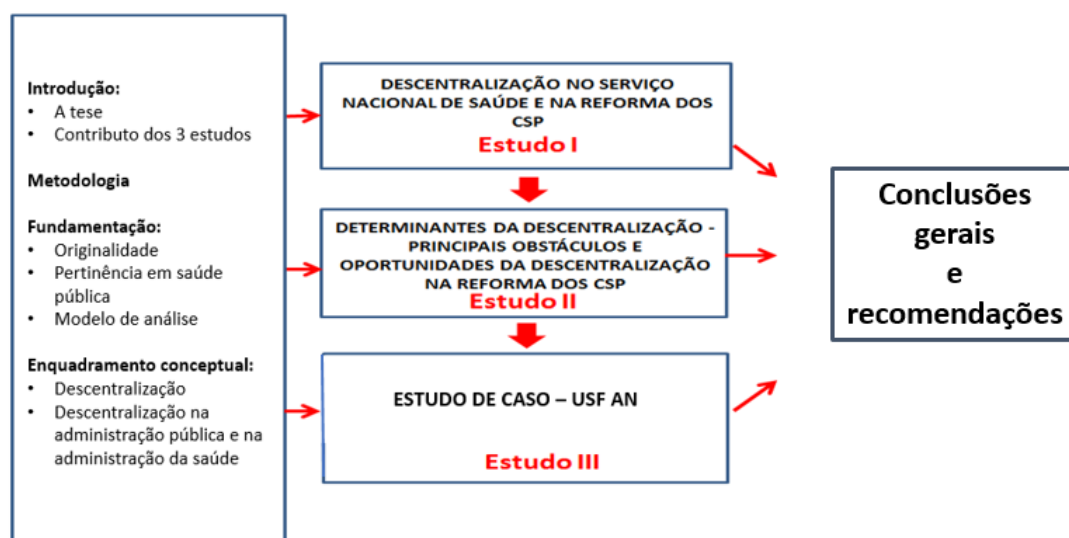 Introdução:
• A tese
• Contributo dos 3 estudos
Metodologia
Fundamentação:
• Originalidade
• Pertinência em saúde
pública
• Modelo de análise
Enquadramento conceptual:
• Descentralização
• Descentralização na
administração pública e na
administração da saúde
DESCENTRALIZAÇÃO NO SERVIÇO
NACIONAL DE SAÚDE E NA REFORMA DOS
CSP
Estudo I
DETERMINANTES DA DESCENTRALIZAÇÃO -
PRINCIPAIS OBSTÁCULOS E
OPORTUNIDADES DA DESCENTRALIZAÇÃO
NA REFORMA DOS CSP
Estudo II
ESTUDO DE CASO – USF AN
Estudo III
Conclusões
gerais
e
recomendações